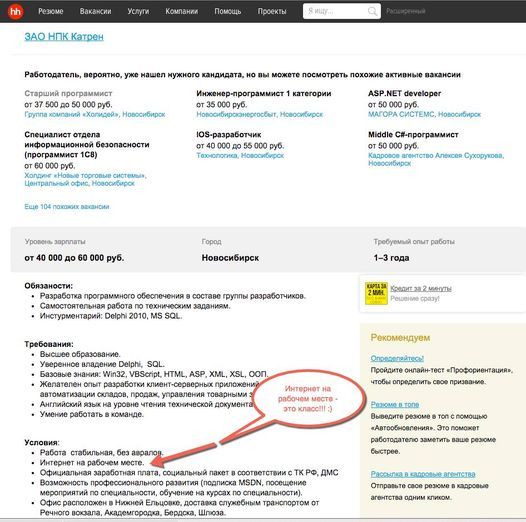 hh Резюме Вакансии Услуги Компании Помощь Проекты Я ищу... Расширенный
ЗАО НПК Катрен
Работодатель, вероятно, уже нашел нужного кандидата, но вы можете посмотреть похожие активные вакансии
Старший программист
от 37 500 до 50 000 руб.
Группа компаний «Холидей», Новосибирск
Инженер-программист 1 категории
от 35 000 руб.
Новосибирскэнергосбыт, Новосибирск
ASP.NET developer
от 50 000 руб.
МАГОРА СИСТЕМС, Новосибирск
Специалист отдела
информационной безопасности
(программист 1С8)
от 60 000 руб.
Холдинг «Новые торговые системы»,
Центральный офис, Новосибирск
IOS-разработчик
от 40 000 до 55 000 руб.
Технологика, Новосибирск
Middle C#-программист
от 50 000 руб.
Кадровое агентство Алексея Сухорукова,
Новосибирск
Еще 104 похожих вакансии
Уровень зарплаты
от 40 000 до 60 000 руб.
Город
Новосибирск
Требуемый опыт работы
1–3 года
Обязаности:
• Разработка программного обеспечения в составе группы разработчиков.
• Самостоятельная работа по техническим заданиям.
• Инстурментарий: Delphi 2010, MS SQL.
Требования:
• Высшее образование.
• Уверенное владение Delphi, SQL.
• Базовые знания: Win32, VBScript, HTML, ASP, XML, XSL, ООП.
• Желателен опыт разработки клиент-серверных приложений
автоматизации складов, продаж, управления товарными з
• Английский язык на уровне чтения технической документа
• Умение работать в команде.
Интернет на
рабочем месте -
это класс!!! :)
Условия:
• Работа стабильная, без авралов.
• Интернет на рабочем месте.
• Официальная заработная плата, социальный пакет в соответствии с ТК РФ, ДМС
• Возможность профессионального развития (подписка MSDN, посещение
мероприятий по специальности, обучение на курсах по специальности).
• Офис расположен в Нижней Ельцовке, доставка служебным транспортом от
Речного вокзала, Академгородка, Бердска, Шлюза.
КАРТА ЗА
2 МИН.
Кредит за 2 минуты
Решение сразу!
Рекомендуем
Определяйтесь!
Пройдите онлайн-тест «Профориентация»,
чтобы определить свое призвание.
Резюме в топе
Выведите резюме в топ с помощью
«Автообновления». Это поможет
работодателю заметить ваше резюме
быстрее.
Рассылка в кадровые агентства
Отправьте свое резюме в кадровые
агентства одним кликом.